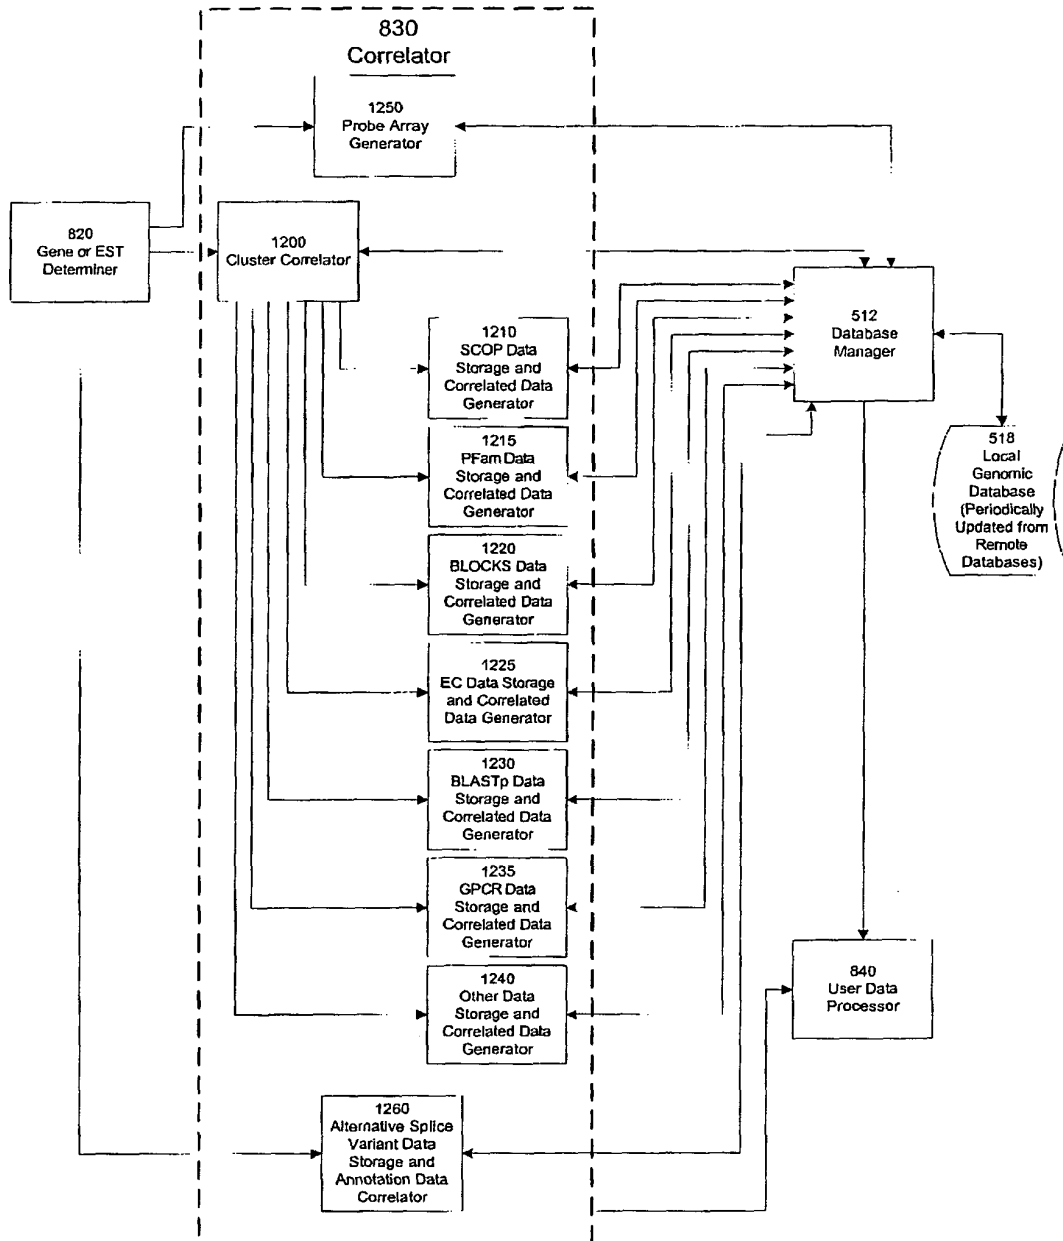 830
Correlator
1250
Probe Array
Generator
820
Gene or EST
Determiner
1200
Cluster Correlator
512
Database
Manager
1210
SCOP Data
Storage and
Correlated Data
Generator
518
Local
Genomic
Database
(Periodically
Updated from
Remote
Databases)
1215
PFam Data
Storage and
Correlated Data
Generator
1220
BLOCKS Data
Storage and
Correlated Data
Generator
1225
EC Data Storage
and Correlated
Data Generator
1230
BLASTp Data
Storage and
Correlated Data
Generator
1235
GPCR Data
Storage and
Correlated Data
Generator
840
User Data
Processor
1240
Other Data
Storage and
Correlated Data
Generator
1260
Alternative Splice
Variant Data
Storage and
Annotation Data
Correlator